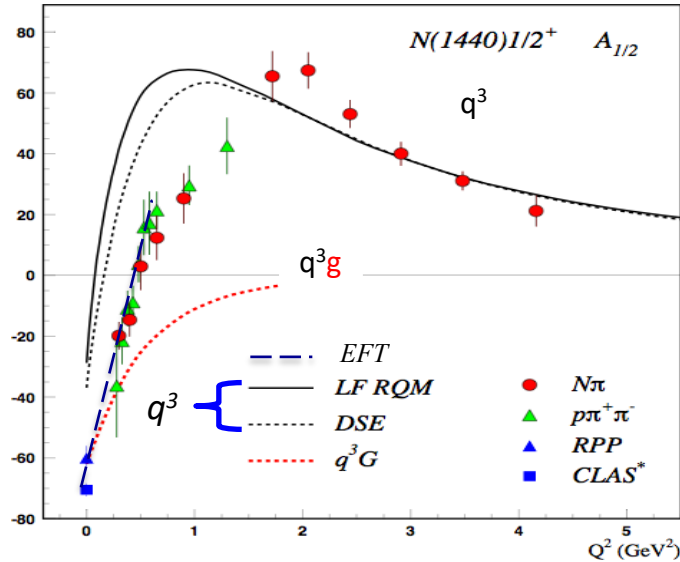 N(1440)1/2⁺ A₁/₂
q³
q³g
EFT
q³
LF RQM
DSE
q³G
Nπ
pπ⁺π⁻
RPP
CLAS*
80
60
40
20
0
-20
-40
-60
-80
0 1 2 3 4 5
Q² (GeV²)